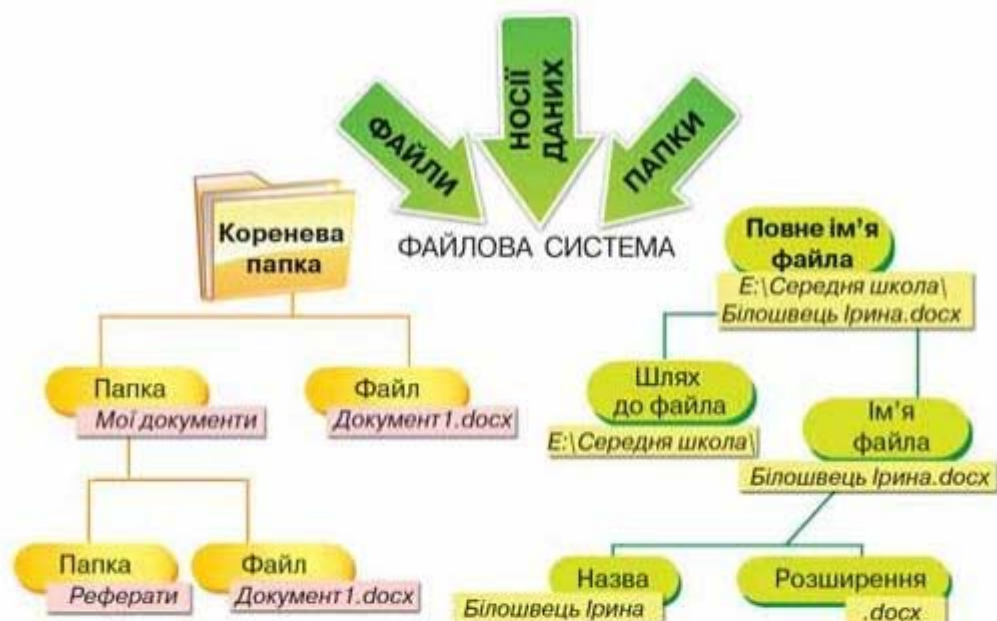 ФАЙЛИ
НОСІЇ
ДАНИХ
ПАПКИ
ФАЙЛОВА СИСТЕМА
Коренева
папка
Папка
Мої документи
Файл
Документ1.docx
Папка
Реферати
Файл
Документ1.docx
Повне ім’я
файла
E:\Середня школа\
Білошвець Ірина.docx
Шлях
до файла
E:\Середня школа\
Ім’я
файла
Білошвець Ірина.docx
Назва
Білошвець Ірина
Розширення
.docx